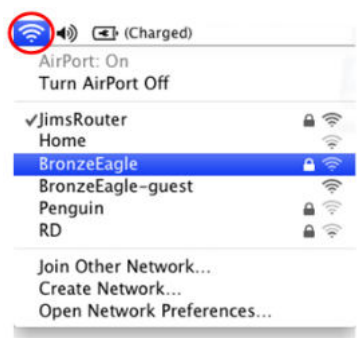 (Charged)
AirPort: On
Turn AirPort Off
✓JimsRouter
Home
BronzeEagle
BronzeEagle-guest
Penguin
RD
Join Other Network...
Create Network...
Open Network Preferences...